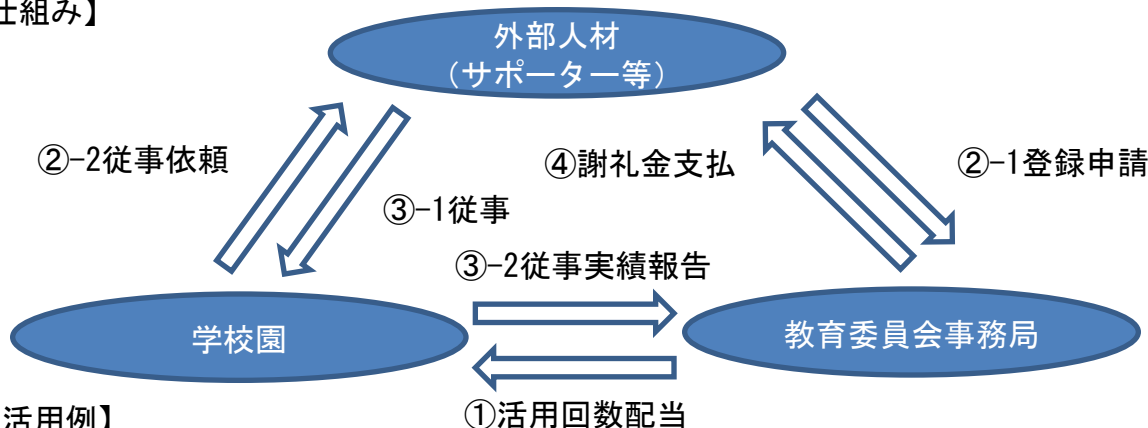 仕組み】
外部人材
（サポーター等）
②-2従事依頼
④謝礼金支払
②-1登録申請
③-1従事
③-2従事実績報告
学校園
教育委員会事務局
①活用回数配当
活用例】